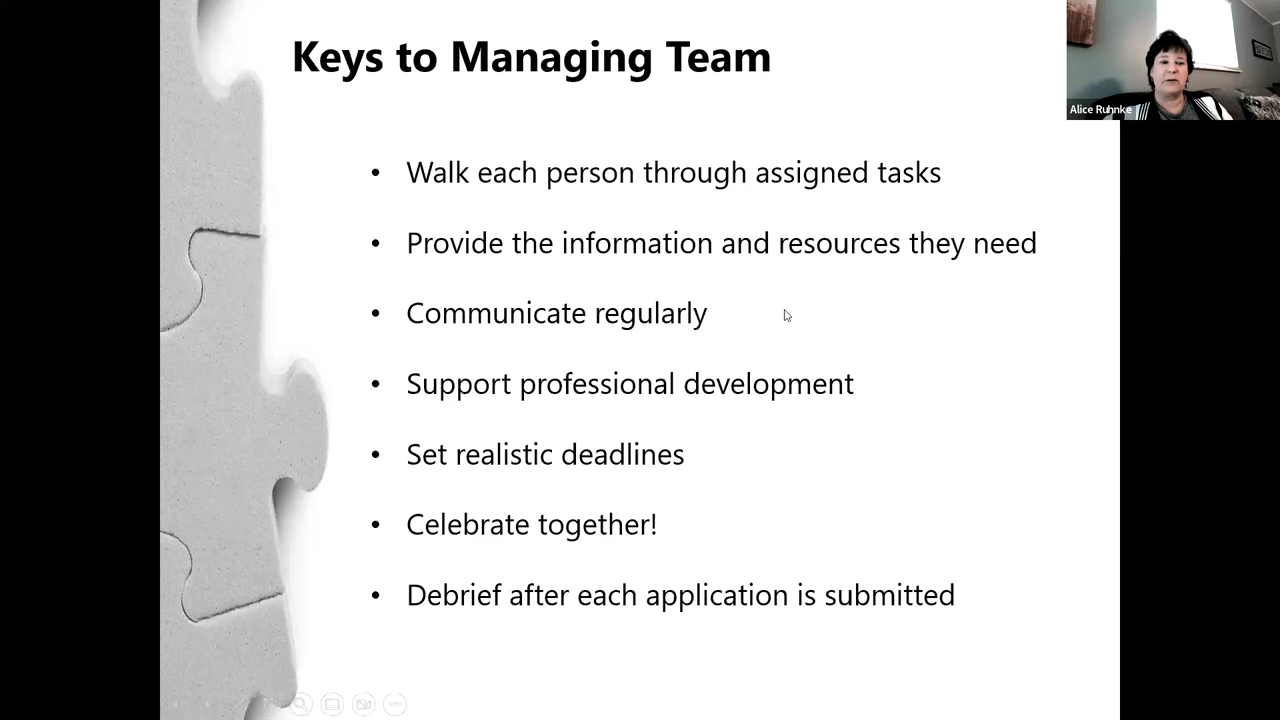 Keys to Managing Team
Alice Ruhnke
• Walk each person through assigned tasks
• Provide the information and resources they need
• Communicate regularly
• Support professional development
• Set realistic deadlines
• Celebrate together!
• Debrief after each application is submitted